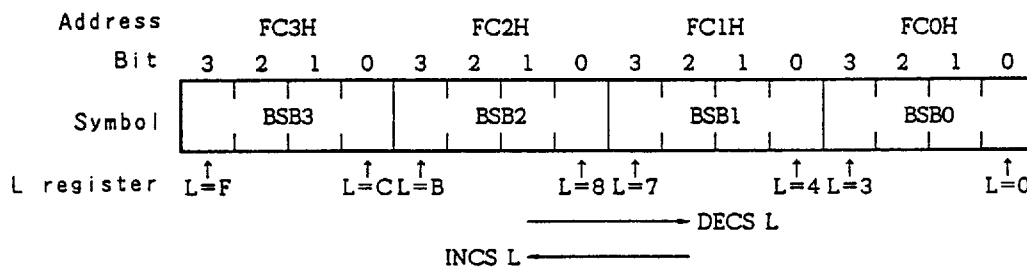 Address FC3H FC2H FC1H FC0H
Bit 3 2 1 0 3 2 1 0 3 2 1 0 3 2 1 0
Symbol BSB3 BSB2 BSB1 BSB0
L register L=F L=C L=B L=8 L=7 L=4 L=3 L=0
DECS L
INCS L